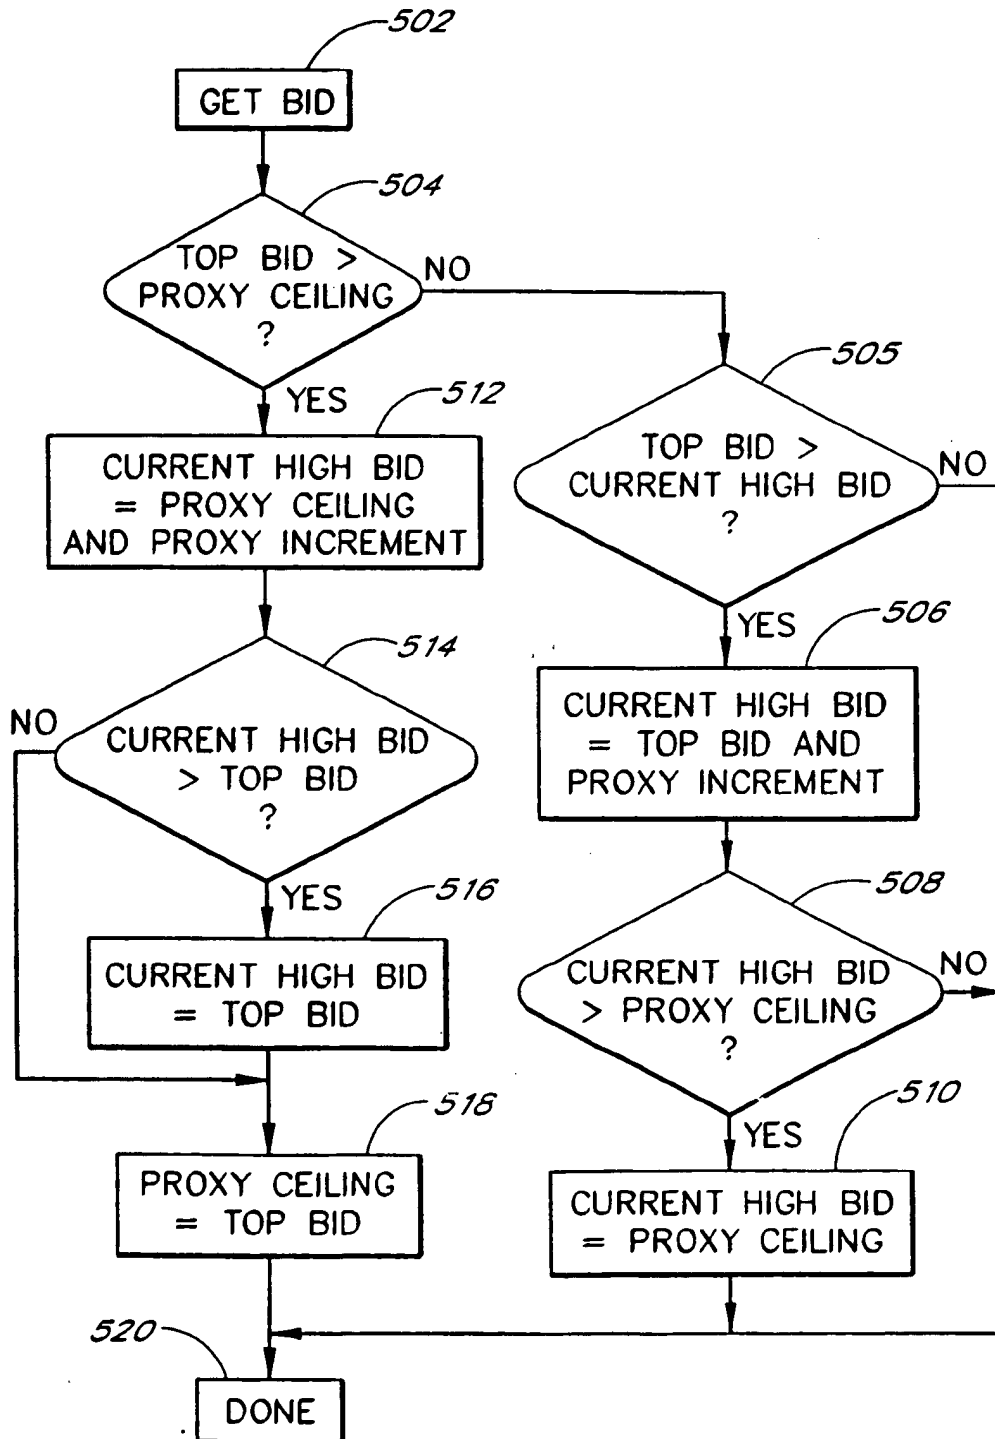 502
GET BID
504
TOP BID >
PROXY CEILING
?
NO
YES
512
CURRENT HIGH BID
= PROXY CEILING
AND PROXY INCREMENT
514
NO
CURRENT HIGH BID
> TOP BID
?
YES
516
CURRENT HIGH BID
= TOP BID
518
PROXY CEILING
= TOP BID
505
TOP BID >
CURRENT HIGH BID
?
NO
YES
506
CURRENT HIGH BID
= TOP BID AND
PROXY INCREMENT
508
CURRENT HIGH BID
> PROXY CEILING
?
NO
YES
510
CURRENT HIGH BID
= PROXY CEILING
520
DONE